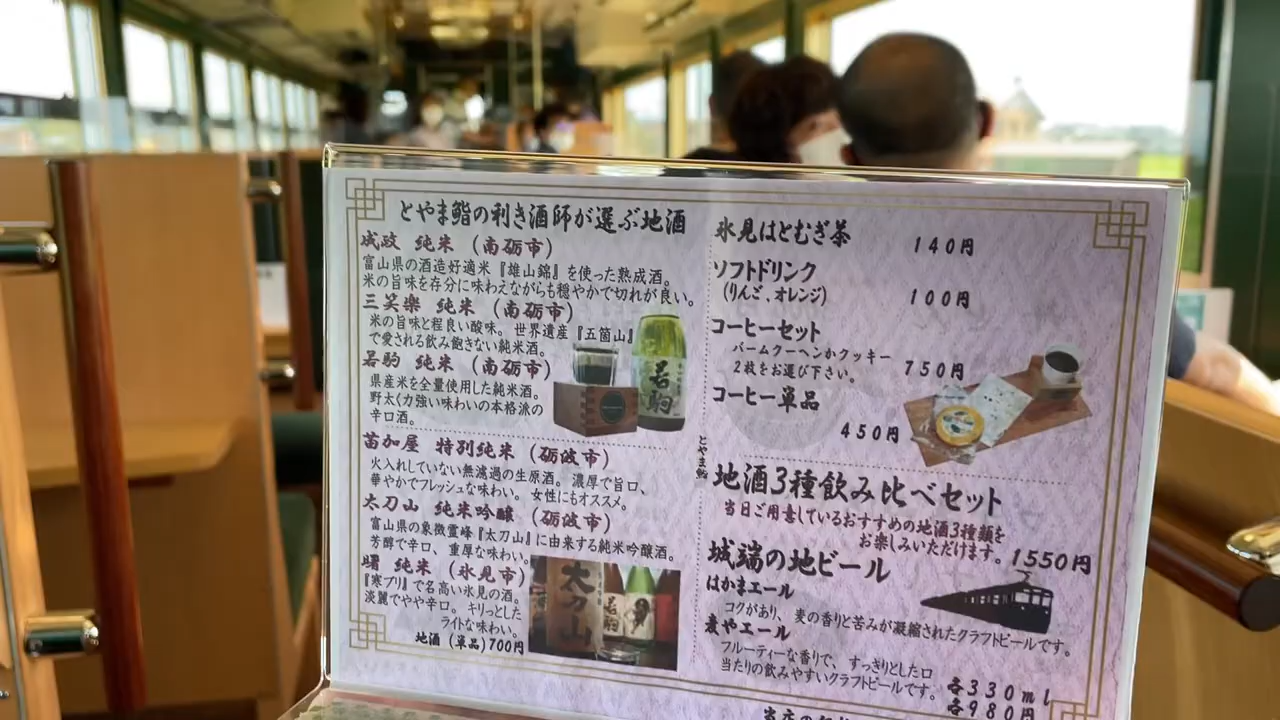 とやま鮨の利き酒師が選ぶ地酒
成政 純米 (南砺市)
富山県の酒造好適米『雄山錦』を使った熟成酒。
米の旨味を存分に味わえながらも穏やかで切れが良い。
三笑楽 純米 (南砺市)
米の旨味と程良い酸味。世界遺産『五箇山』
で愛される飲み飽きない純米酒。
若駒 純米 (南砺市)
県産米を全量使用した純米酒。
野太く力強い味わいの本格派の
辛口酒。
若駒
苗加屋 特別純米 (砺波市)
火入れしていない無濾過の生原酒。濃厚で旨口、
華やかでフレッシュな味わい。女性にもオススメ。
太刀山 純米吟醸 (砺波市)
富山県の象徴霊峰『太刀山』に由来する純米吟醸酒。
芳醇で辛口、重厚な味わい。
曙 純米 (氷見市)
『寒ブリ』で名高い氷見の酒。
淡麗でやや辛口。キリッとした
ライトな味わい。
地酒 (単品)700円
太刀山
若駒
とやま鮨
氷見はとむぎ茶 140円
ソフトドリンク
(りんご、オレンジ) 100円
コーヒーセット
バームクーヘンかクッキー
2枚をお選び下さい。 750円
コーヒー単品
450円
地酒3種飲み比べセット
当日ご用意しているおすすめの地酒3種類を
お楽しみいただけます。 1550円
城端の地ビール
はかまエール
コクがあり、麦の香りと苦みが凝縮されたクラフトビールです。
麦やエール
フルーティーな香りで、すっきりとした口
当たりの飲みやすいクラフトビールです。
各330ml
各980円